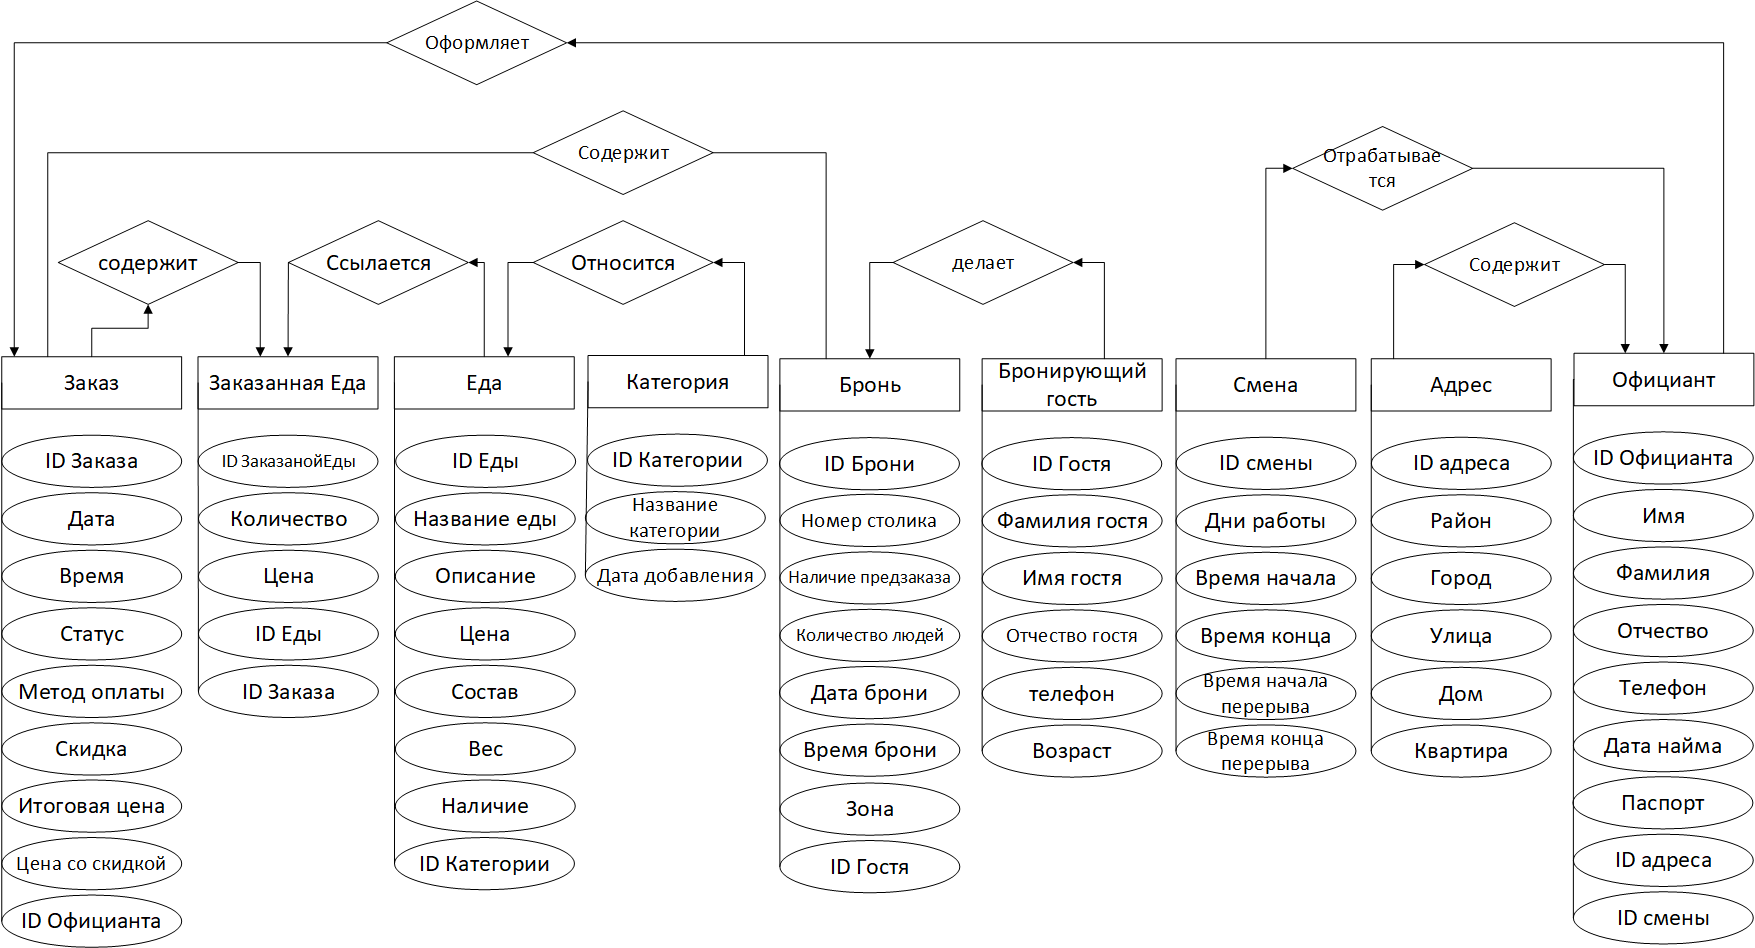 Оформляет
Содержит
Отрабатывае
тся
содержит
Ссылается
Относится
делает
Содержит
Заказ
Заказанная Еда
Еда
Категория
Бронь
Бронирующий
гость
Смена
Адрес
Официант
ID Заказа
Дата
Время
Статус
Метод оплаты
Скидка
Итоговая цена
Цена со скидкой
ID Официанта
ID ЗаказанойЕды
Количество
Цена
ID Еды
ID Заказа
ID Еды
Название еды
Описание
Цена
Состав
Вес
Наличие
ID Категории
ID Категории
Название
категории
Дата добавления
ID Брони
Номер столика
Наличие предзаказа
Количество людей
Дата брони
Время брони
Зона
ID Гостя
ID Гостя
Фамилия гостя
Имя гостя
Отчество гостя
телефон
Возраст
ID смены
Дни работы
Время начала
Время конца
Время начала
перерыва
Время конца
перерыва
ID адреса
Район
Город
Улица
Дом
Квартира
ID Официанта
Имя
Фамилия
Отчество
Телефон
Дата найма
Паспорт
ID адреса
ID смены